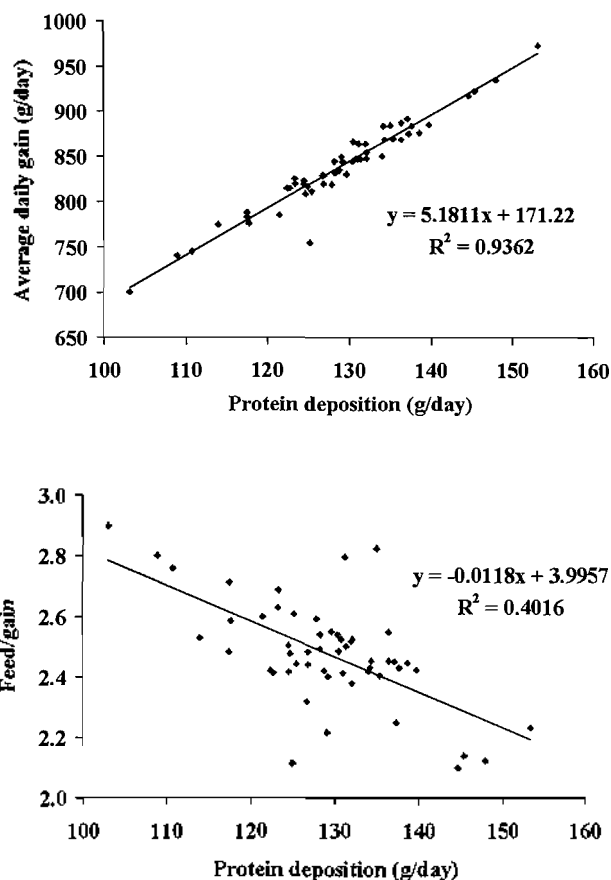 1000
950
900
850
800
750
700
650
Average daily gain (g/day)
y = 5.1811x + 171.22
R² = 0.9362
100 110 120 130 140 150 160
Protein deposition (g/day)
3.0
2.8
2.6
2.4
2.2
2.0
Feed/gain
y = -0.0118x + 3.9957
R² = 0.4016
100 110 120 130 140 150 160
Protein deposition (g/day)